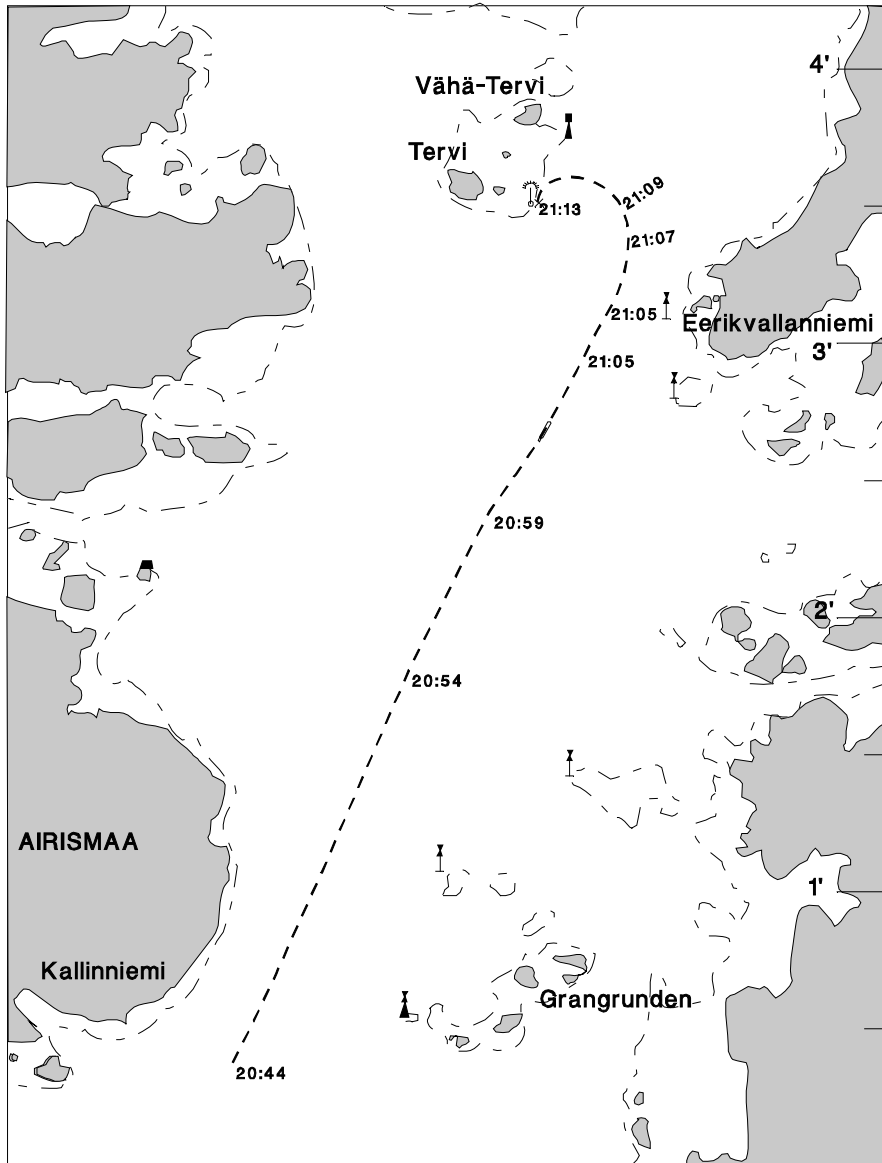 4'
Vähä-Tervi
Tervi
21:09
21:13
21:07
21:05
Eerikvallanniemi
3'
21:05
20:59
2'
20:54
AIRISMAA
1'
Kallinniemi
Grangrunden
20:44